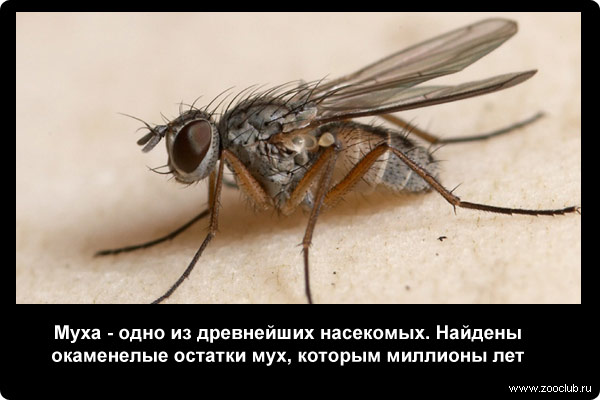 Муха - одно из древнейших насекомых. Найдены
окаменелые остатки мух, которым миллионы лет
www.zooclub.ru